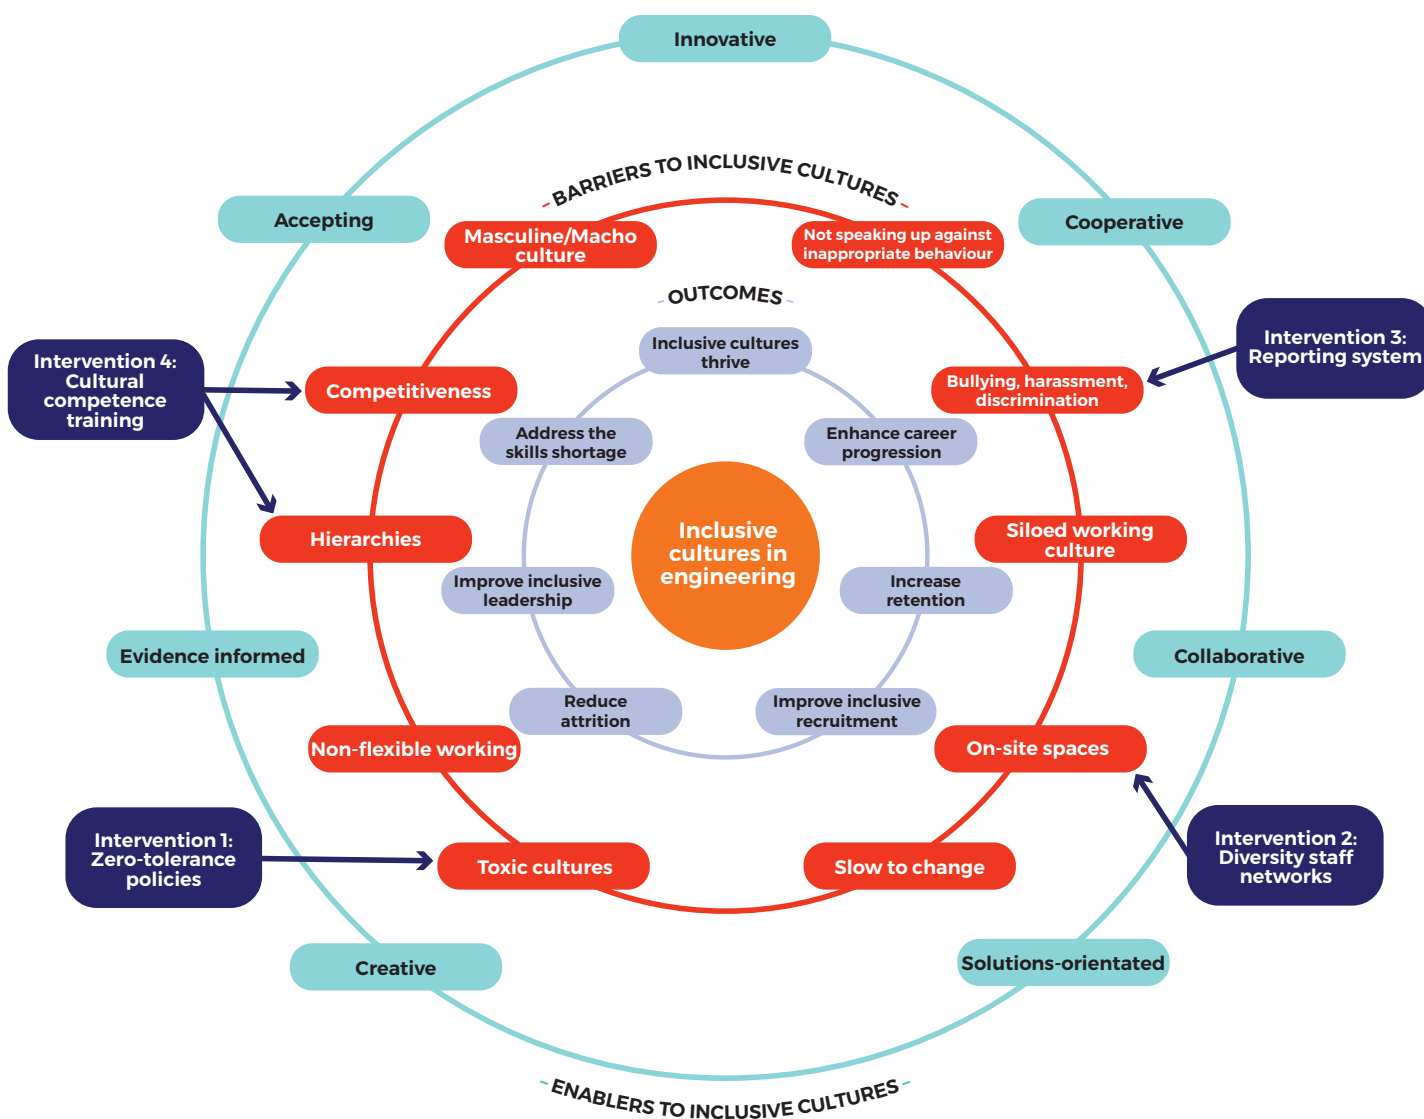 Innovative
BARRIERS TO INCLUSIVE CULTURES
Accepting
Cooperative
Masculine/Macho
culture
Not speaking up against
inappropriate behaviour
OUTCOMES
Inclusive cultures
thrive
Intervention 4:
Cultural
competence
training
Competitiveness
Bullying, harassment,
discrimination
Intervention 3:
Reporting system
Address the
skills shortage
Enhance career
progression
Hierarchies
Inclusive
cultures in
engineering
Siloed working
culture
Improve inclusive
leadership
Increase
retention
Evidence informed
Collaborative
Reduce
attrition
Improve inclusive
recruitment
Non-flexible working
On-site spaces
Intervention 1:
Zero-tolerance
policies
Toxic cultures
Slow to change
Intervention 2:
Diversity staff
networks
Creative
Solutions-orientated
ENABLERS TO INCLUSIVE CULTURES